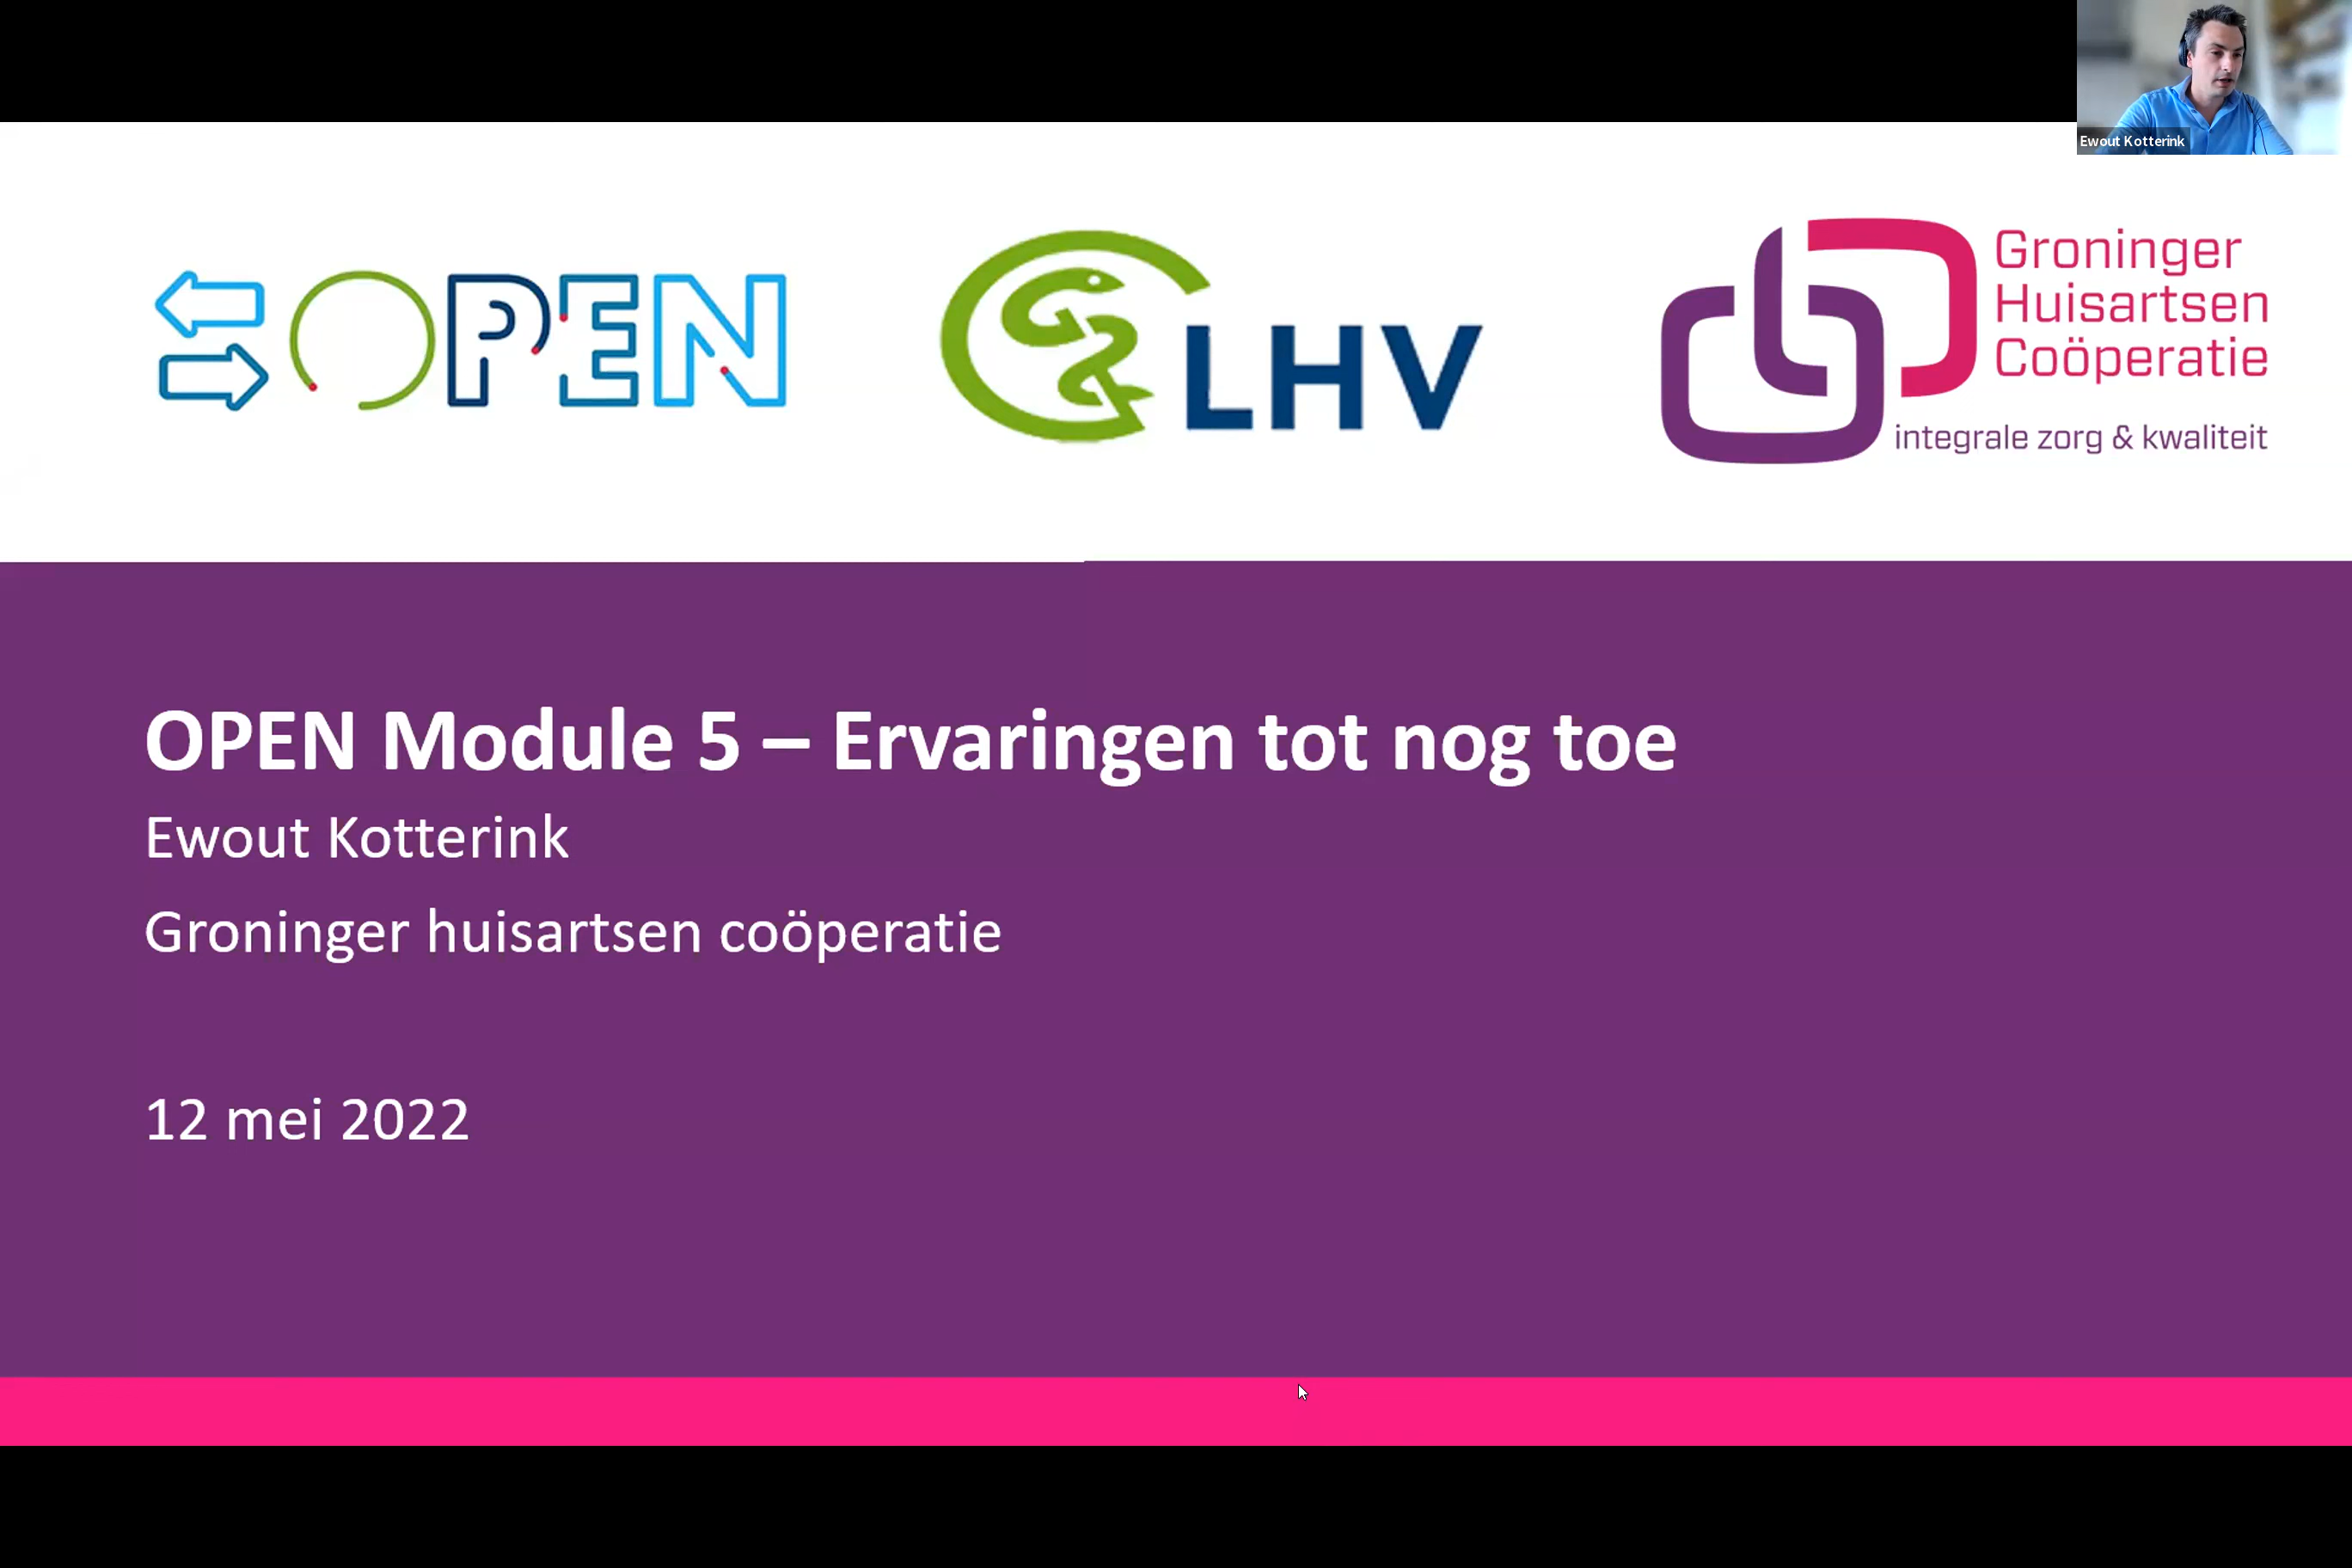 Ewout Kotterink
OPEN
LHV
Groninger
Huisartsen
Coöperatie
integrale zorg & kwaliteit
OPEN Module 5 – Ervaringen tot nog toe
Ewout Kotterink
Groninger huisartsen coöperatie
12 mei 2022